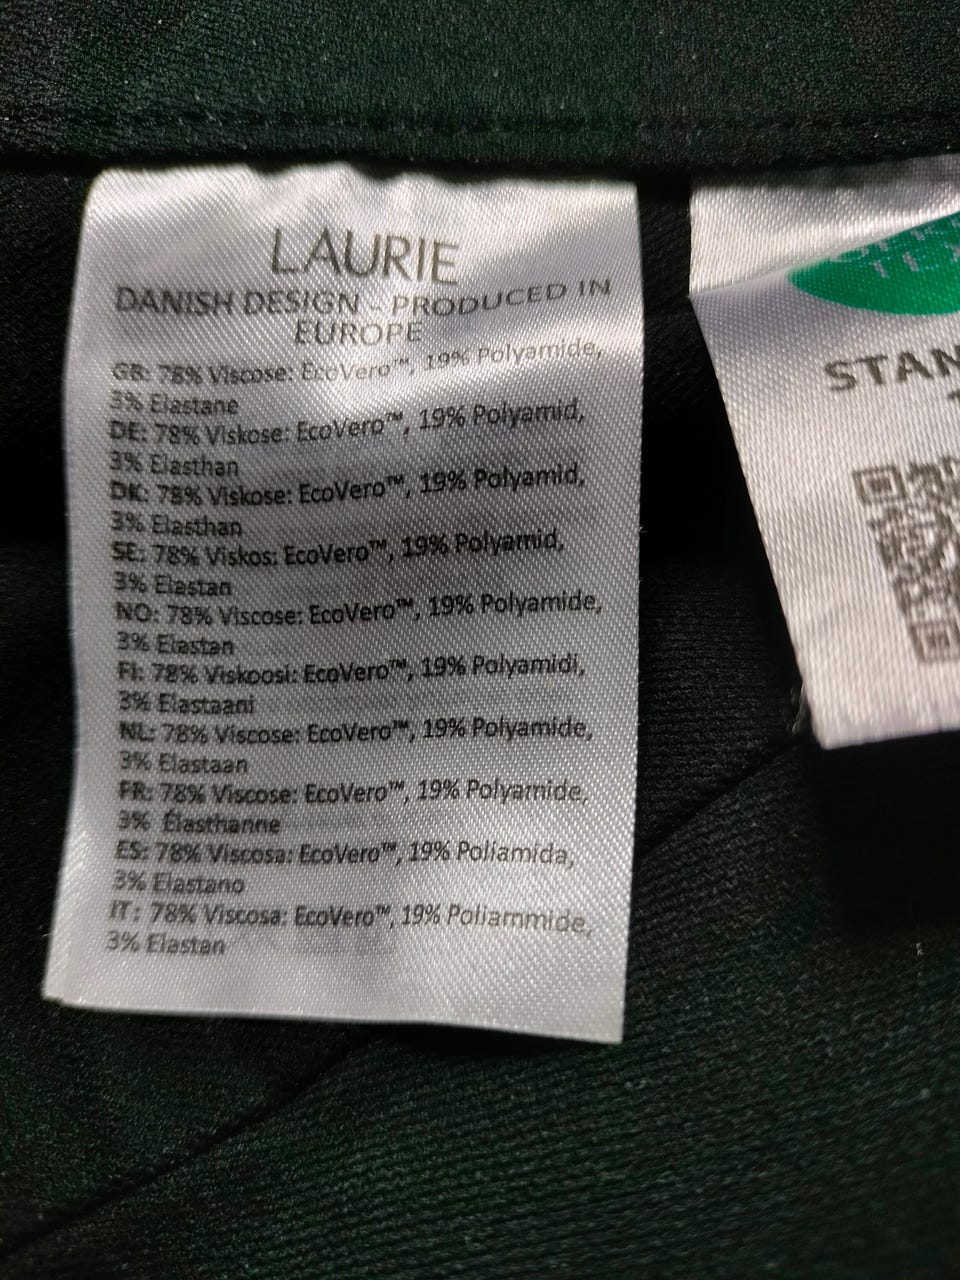 LAURIE
DANISH DESIGN - PRODUCED IN
EUROPE
GB: 78% Viscose: EcoVero™, 19% Polyamide,
3% Elastane
DE: 78% Viskose: EcoVero™, 19% Polyamid,
3% Elasthan
DK: 78% Viskose: EcoVero™, 19% Polyamid,
3% Elasthan
SE: 78% Viskos: EcoVero™, 19% Polyamid,
3% Elastan
NO: 78% Viscose: EcoVero™, 19% Polyamide,
3% Elastan
FI: 78% Viskoosi: EcoVero™, 19% Polyamidi,
3% Elastaani
NL: 78% Viscose: EcoVero™, 19% Polyamide,
3% Elastaan
FR: 78% Viscose: EcoVero™, 19% Polyamide,
3% Élasthanne
ES: 78% Viscosa: EcoVero™, 19% Poliamida,
3% Elastano
IT: 78% Viscosa: EcoVero™, 19% Poliammide,
3% Elastan
STAN